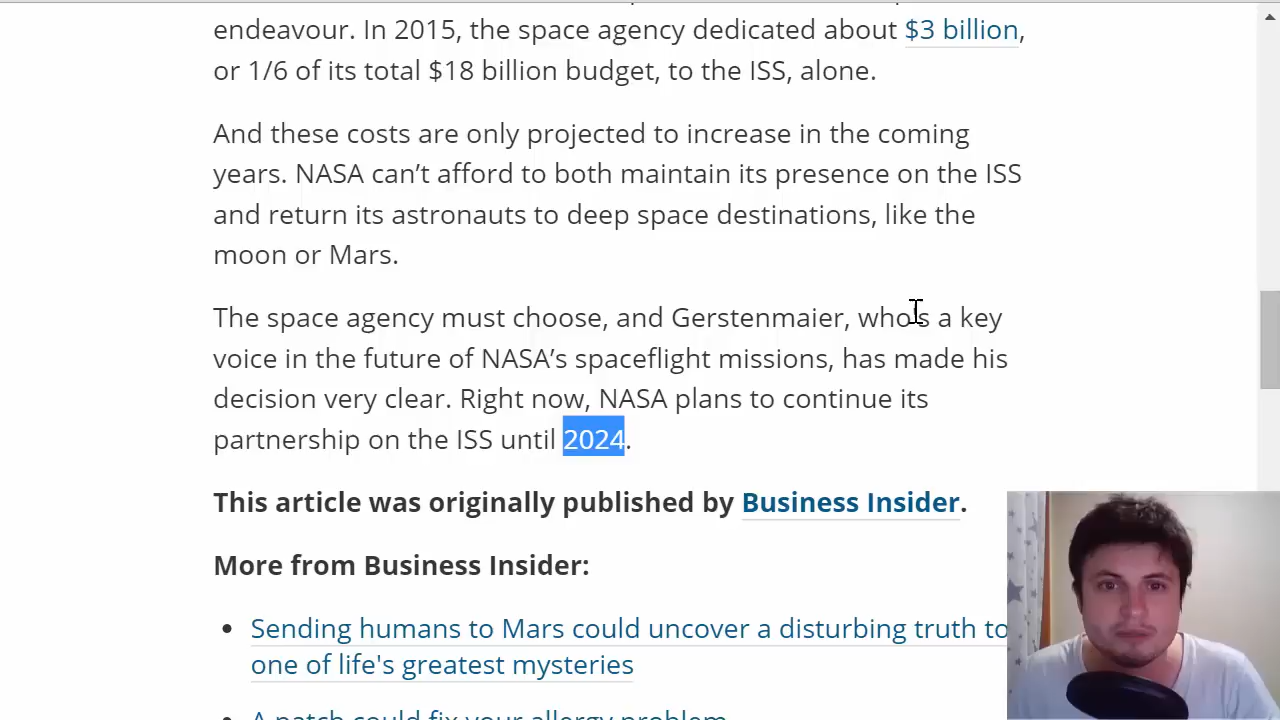 endeavour. In 2015, the space agency dedicated about $3 billion,
or 1/6 of its total $18 billion budget, to the ISS, alone.
And these costs are only projected to increase in the coming
years. NASA can’t afford to both maintain its presence on the ISS
and return its astronauts to deep space destinations, like the
moon or Mars.
The space agency must choose, and Gerstenmaier, who’s a key
voice in the future of NASA’s spaceflight missions, has made his
decision very clear. Right now, NASA plans to continue its
partnership on the ISS until 2024.
This article was originally published by Business Insider.
More from Business Insider:
Sending humans to Mars could uncover a disturbing truth to
one of life's greatest mysteries
A patch could fix your allergy problem